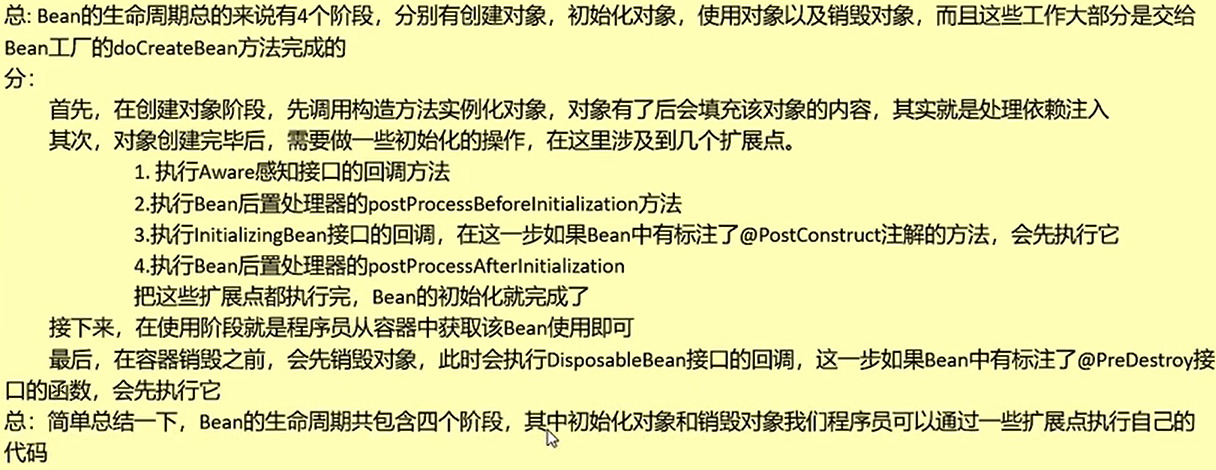 总: Bean的生命周期总的来说有4个阶段，分别有创建对象，初始化对象，使用对象以及销毁对象，而且这些工作大部分是交给
Bean工厂的doCreateBean方法完成的
分：
首先，在创建对象阶段，先调用构造方法实例化对象，对象有了后会填充该对象的内容，其实就是处理依赖注入
其次，对象创建完毕后，需要做一些初始化的操作，在这里涉及到几个扩展点。
1. 执行Aware感知接口的回调方法
2.执行Bean后置处理器的postProcessBeforeInitialization方法
3.执行InitializingBean接口的回调，在这一步如果Bean中有标注了@PostConstruct注解的方法，会先执行它
4.执行Bean后置处理器的postProcessAfterInitialization
把这些扩展点都执行完，Bean的初始化就完成了
接下来，在使用阶段就是程序员从容器中获取该Bean使用即可
最后，在容器销毁之前，会先销毁对象，此时会执行DisposableBean接口的回调，这一步如果Bean中有标注了@PreDestroy接
口的函数，会先执行它
总：简单总结一下，Bean的生命周期共包含四个阶段，其中初始化对象和销毁对象我们程序员可以通过一些扩展点执行自己的
代码